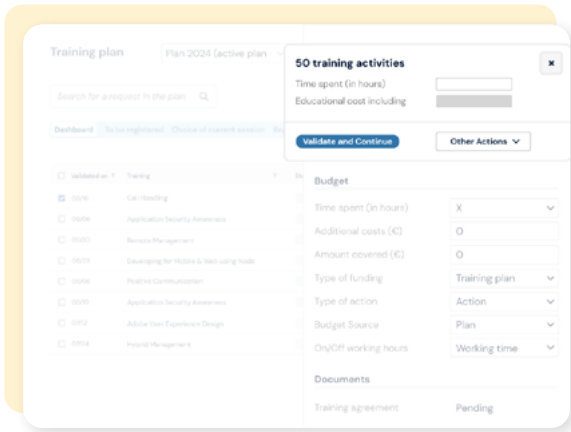 Training plan
Plan 2024 (active plan
50 training activities
Time spent (in hours)
Educational cost including
Search for a request in the plan
Dashboard To be registered Choice of current session
Validate and Continue
Other Actions
Validated on
Training
Call Handling
Application Security Awareness
Remote Management
Developing for Mobile & Web using Node
Positive Communication
Application Security Awareness
Adobe User Experience Design
Hybrid Management
Budget
Time spent (in hours) X
Additional costs (€) 0
Amount covered (€) 0
Type of funding Training plan
Type of action Action
Budget Source Plan
On/Off working hours Working time
Documents
Training agreement Pending